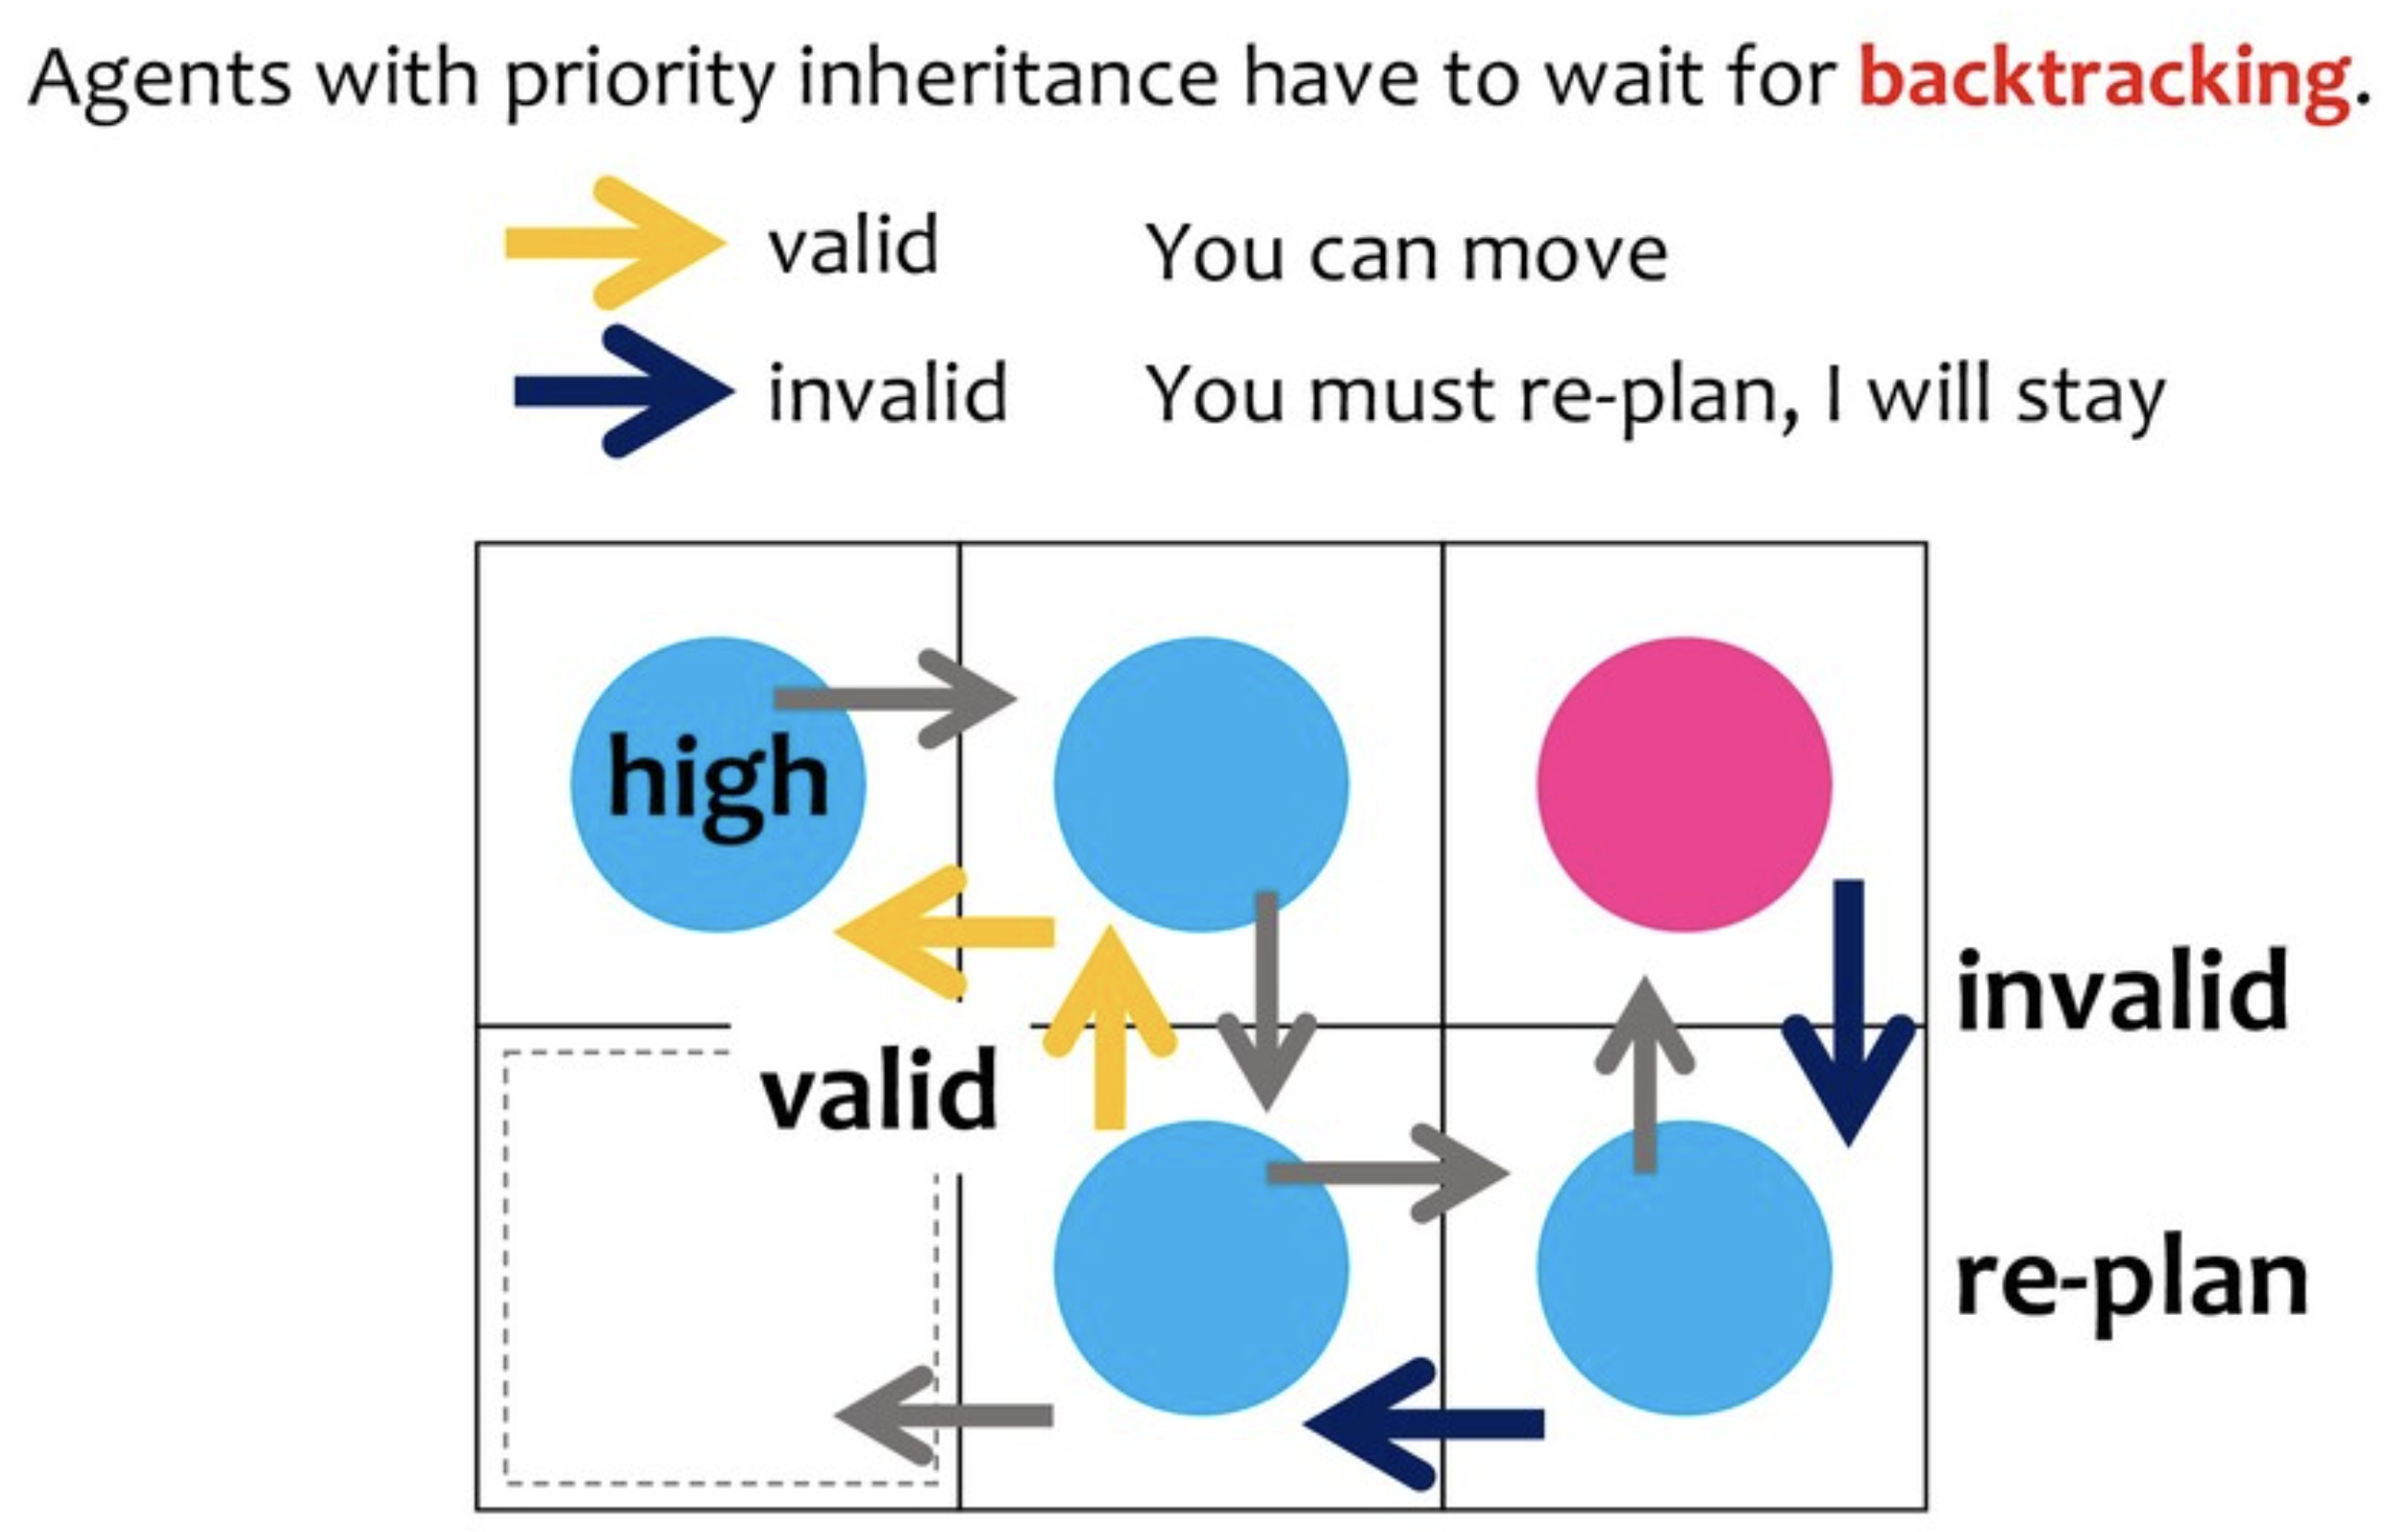 Agents with priority inheritance have to wait for backtracking.
valid You can move
invalid You must re-plan, I will stay
high
invalid
valid
re-plan